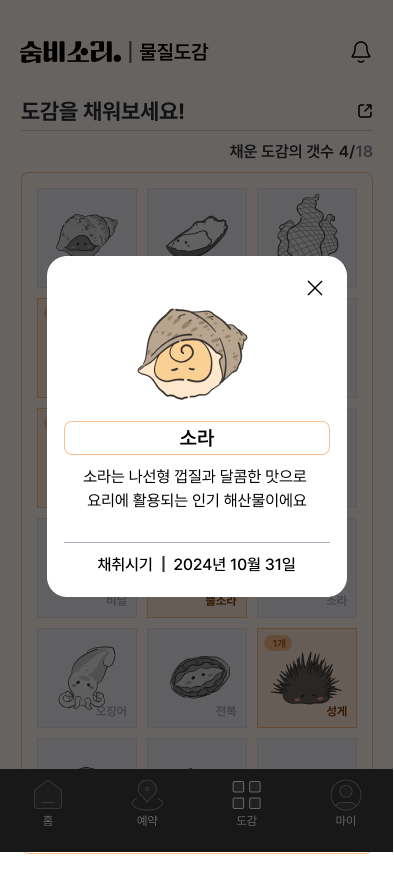 숨비소리. | 물질도감
도감을 채워보세요!
채운 도감의 갯수 4/18
소라
소라는 나선형 껍질과 달콤한 맛으로
요리에 활용되는 인기 해산물이에요
채취시기 | 2024년 10월 31일
비늘 뿔소라 소라
1개
오징어 전복 성게
홈 예약 도감 마이